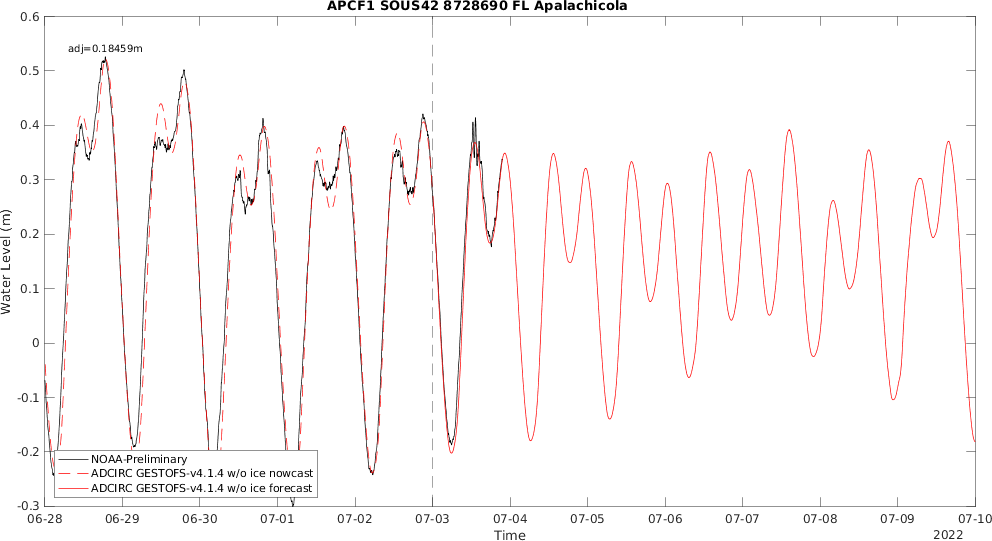 APCF1 SOUS42 8728690 FL Apalachicola
adj=0.18459m
0.6
0.5
0.4
0.3
0.2
0.1
0
-0.1
-0.2
-0.3
Water Level (m)
NOAA-Preliminary
ADCIRC GESTOFS-v4.1.4 w/o ice nowcast
ADCIRC GESTOFS-v4.1.4 w/o ice forecast
06-28 06-29 06-30 07-01 07-02 07-03 07-04 07-05 07-06 07-07 07-08 07-09 07-10
Time
2022